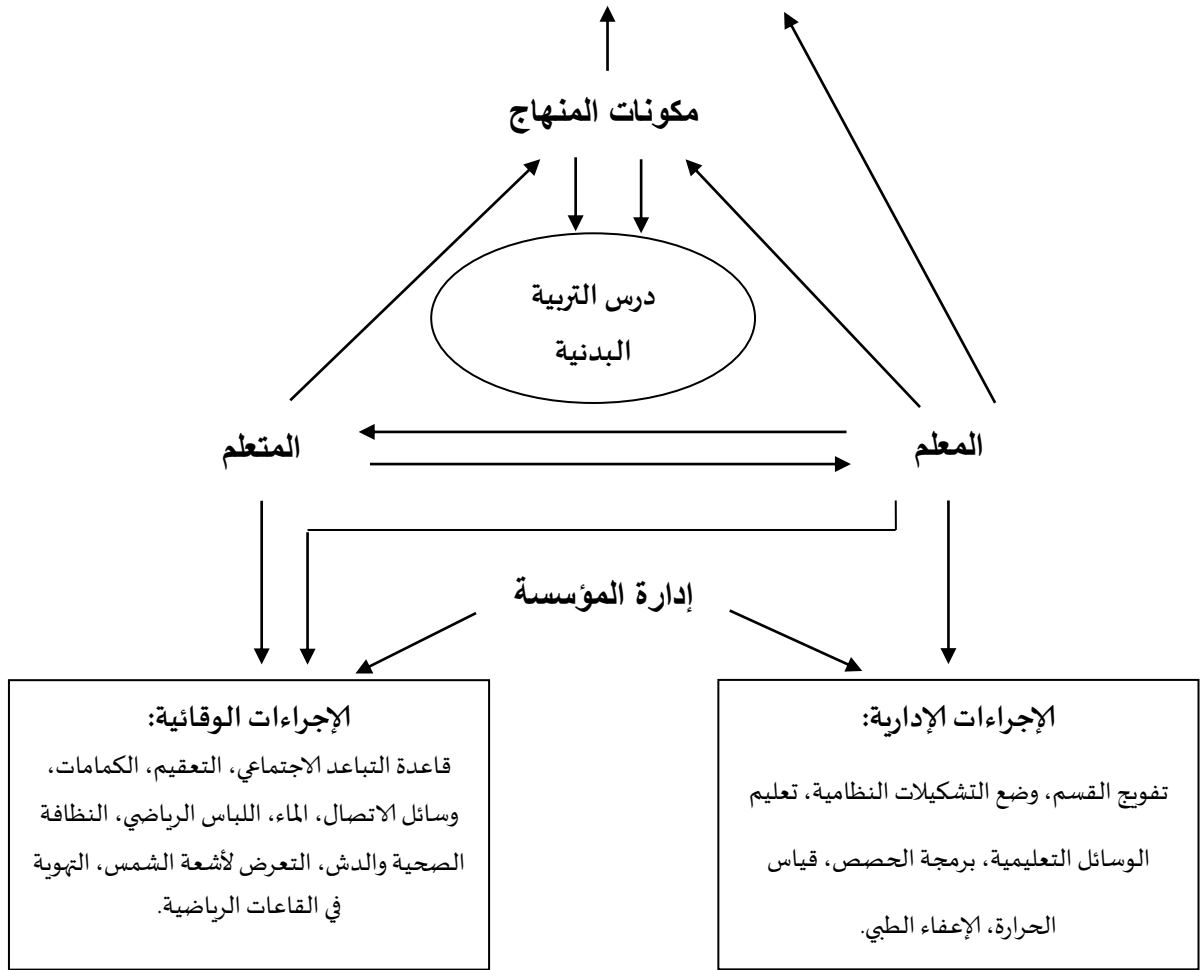 مكونات المنهاج
درس التربية
البدنية
المعلم
المتعلم
إدارة المؤسسة
الإجراءات الإدارية:
تفويج القسم، وضع التشكيلات النظامية، تعليم
الوسائل التعليمية، برمجة الحصص، قياس
الحرارة، الإعفاء الطبي.
الإجراءات الوقائية:
قاعدة التباعد الاجتماعي، التعقيم، الكمامات،
وسائل الاتصال، الماء، اللباس الرياضي، النظافة
الصحية والدش، التعرض لأشعة الشمس، التهوية
في القاعات الرياضية.